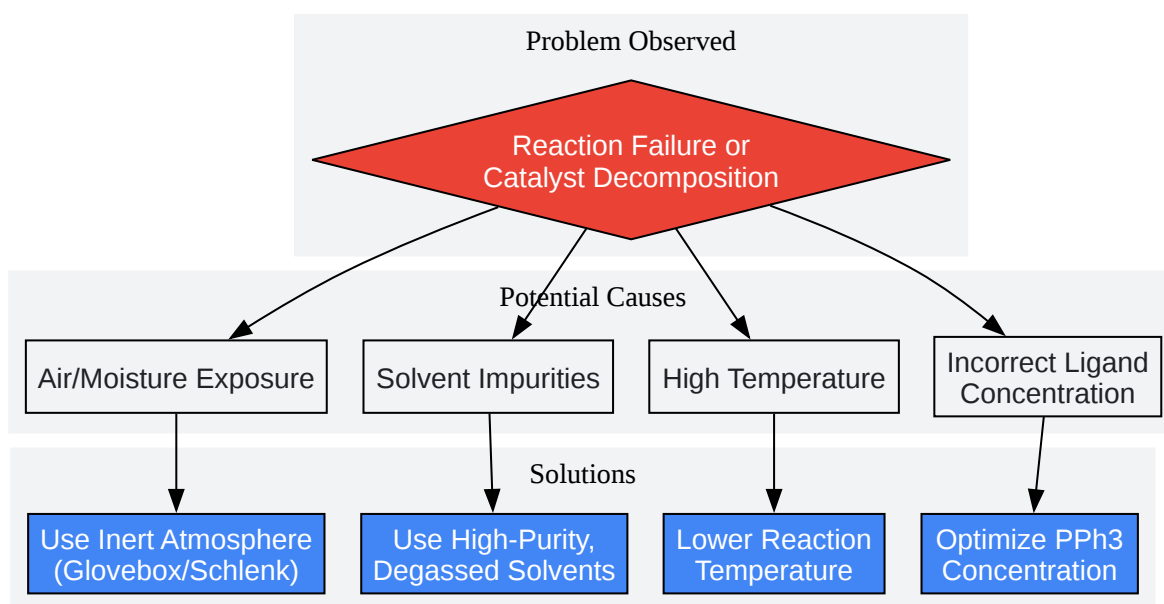 Problem Observed
Reaction Failure or
Catalyst Decomposition
Potential Causes
Air/Moisture Exposure
Solvent Impurities
High Temperature
Incorrect Ligand
Concentration
Solutions
Use Inert Atmosphere
(Glovebox/Schlenk)
Use High-Purity,
Degassed Solvents
Lower Reaction
Temperature
Optimize PPh3
Concentration